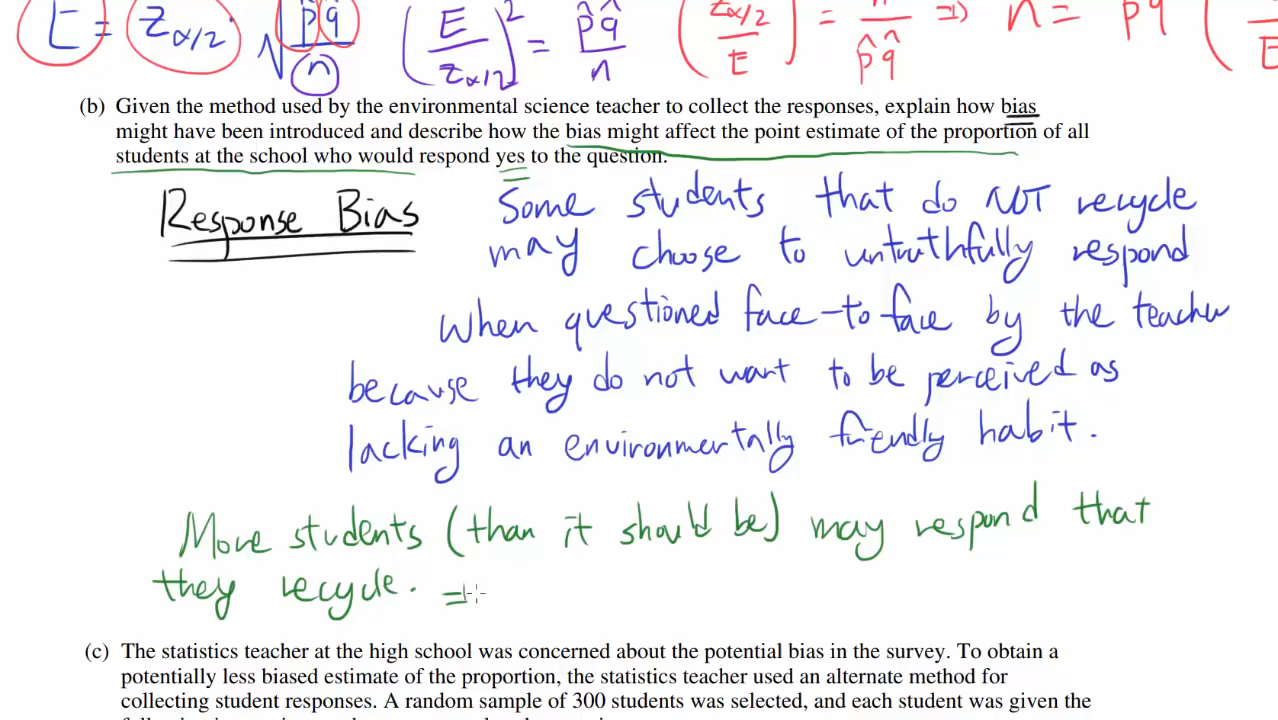 E = Zα/2 √p̂q̂/n (E/Zα/2)² = p̂q̂/n (Zα/2/E) = n/p̂q̂ => n = p̂q̂ (
(b) Given the method used by the environmental science teacher to collect the responses, explain how bias
might have been introduced and describe how the bias might affect the point estimate of the proportion of all
students at the school who would respond yes to the question.
Response Bias
Some students that do NOT recycle
may choose to untruthfully respond
When questioned face-to face by the teacher
because they do not want to be perceived as
lacking an environmentally friendly habit.
More students (than it should be) may respond that
they recycle. =
(c) The statistics teacher at the high school was concerned about the potential bias in the survey. To obtain a
potentially less biased estimate of the proportion, the statistics teacher used an alternate method for
collecting student responses. A random sample of 300 students was selected, and each student was given the